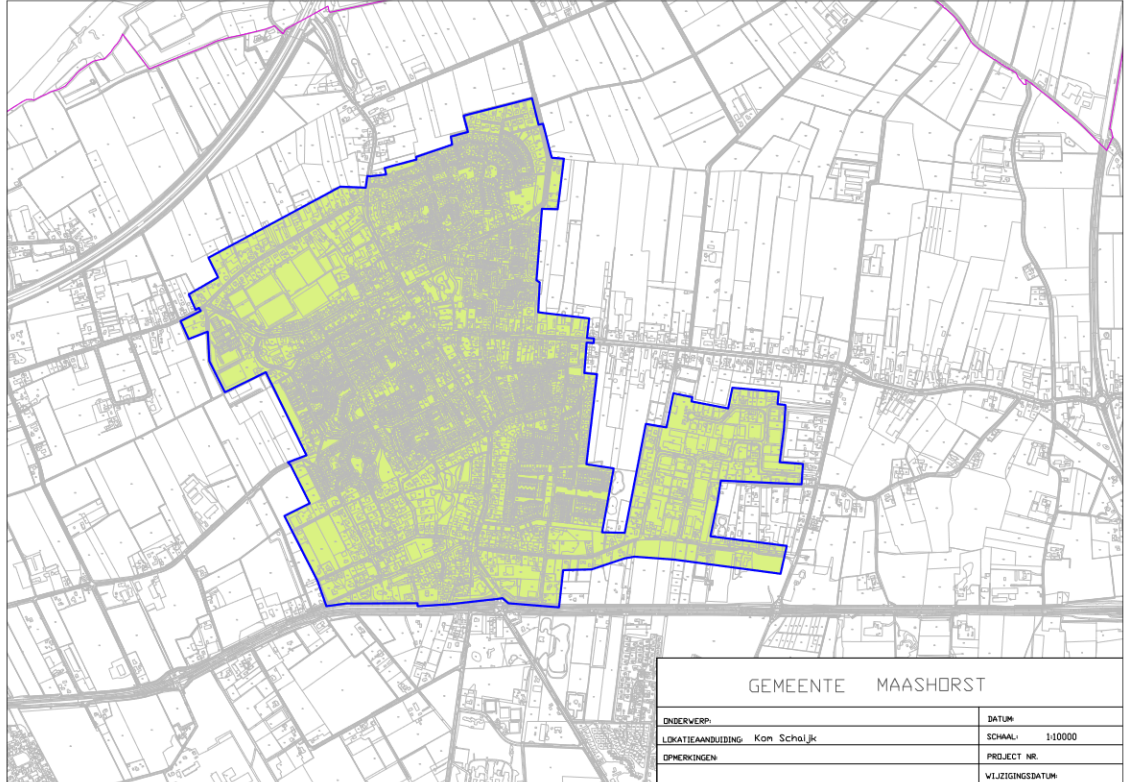 GEMEENTE MAASHORST
ONDERWERP:
DATUM:
LOKATIEAANDUIDING: Kom Schaijk
SCHAAL: 1:10000
OPMERKINGEN:
PROJECT NR.
WIJZIGINGSDATUM: